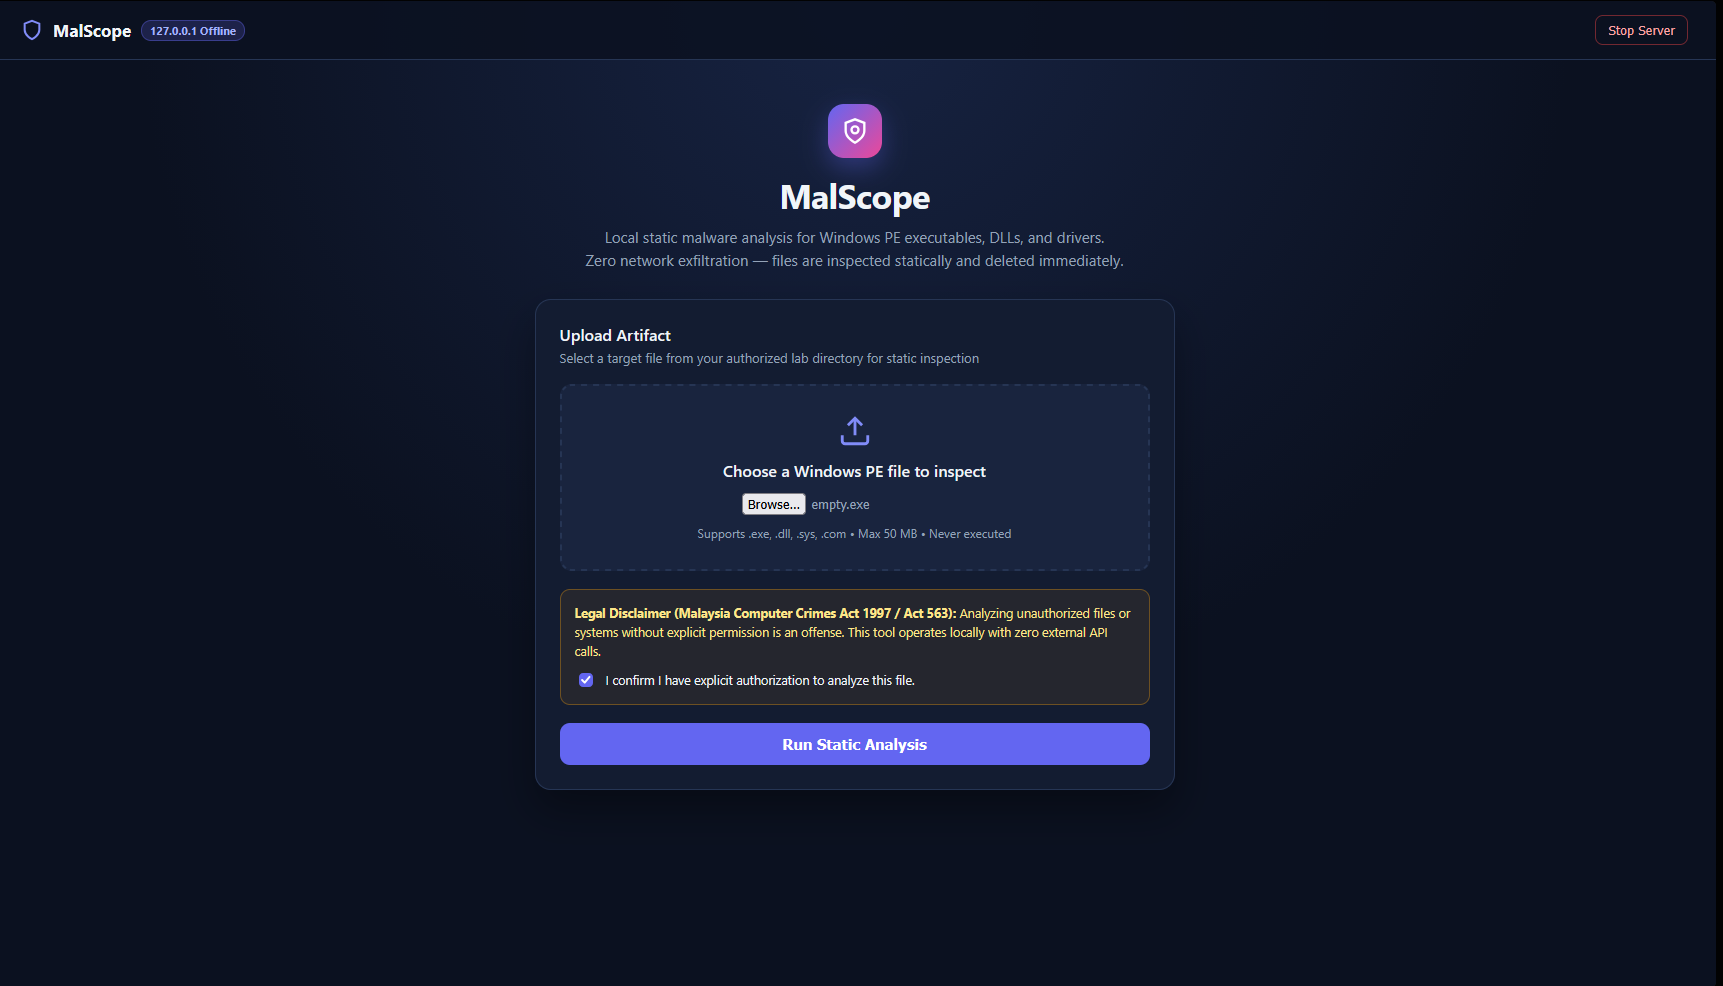 MalScope
127.0.0.1 Offline
Stop Server
MalScope
Local static malware analysis for Windows PE executables, DLLs, and drivers.
Zero network exfiltration — files are inspected statically and deleted immediately.
Upload Artifact
Select a target file from your authorized lab directory for static inspection
Choose a Windows PE file to inspect
Browse... empty.exe
Supports .exe, .dll, .sys, .com • Max 50 MB • Never executed
Legal Disclaimer (Malaysia Computer Crimes Act 1997 / Act 563): Analyzing unauthorized files or
systems without explicit permission is an offense. This tool operates locally with zero external API
calls.
I confirm I have explicit authorization to analyze this file.
Run Static Analysis